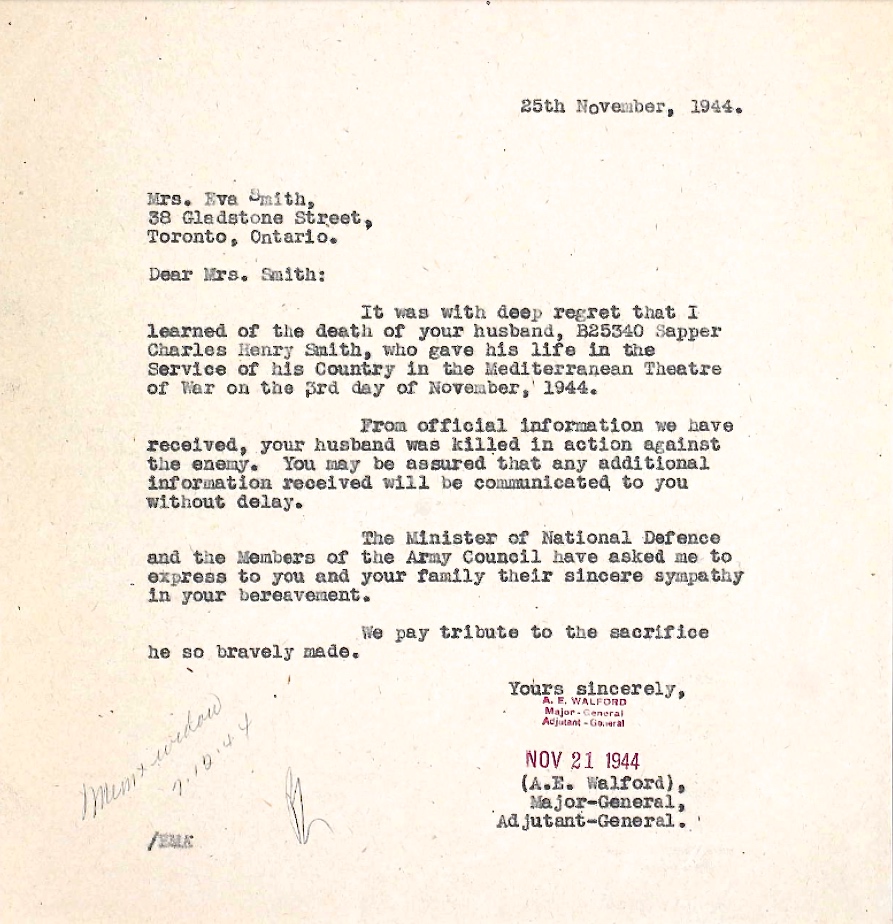 25th November, 1944.
Mrs. Eva Smith,
38 Gladstone Street,
Toronto, Ontario.
Dear Mrs. Smith:
It was with deep regret that I
learned of the death of your husband, B25340 Sapper
Charles Henry Smith, who gave his life in the
Service of his Country in the Mediterranean Theatre
of War on the 3rd day of November, 1944.
From official information we have
received, your husband was killed in action against
the enemy. You may be assured that any additional
information received will be communicated to you
without delay.
The Minister of National Defence
and the Members of the Army Council have asked me to
express to you and your family their sincere sympathy
in your bereavement.
We pay tribute to the sacrifice
he so bravely made.
Yours sincerely,
A. E. WALFORD
Major-General
Adjutant-General
NOV 21 1944
(A.E. Walford),
Major-General,
Adjutant-General.
widow
7.12.44